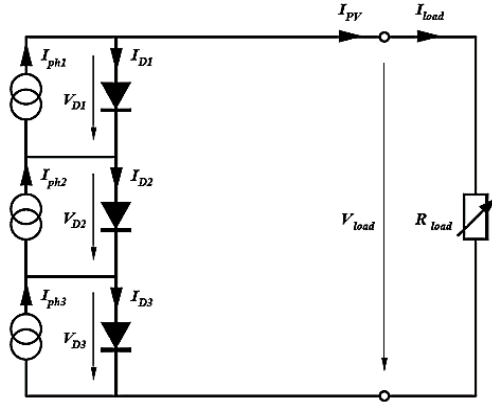 I_PV I_load
I_ph1 I_D1
V_D1
I_ph2 I_D2
V_D2 V_load R_load
I_ph3 I_D3
V_D3